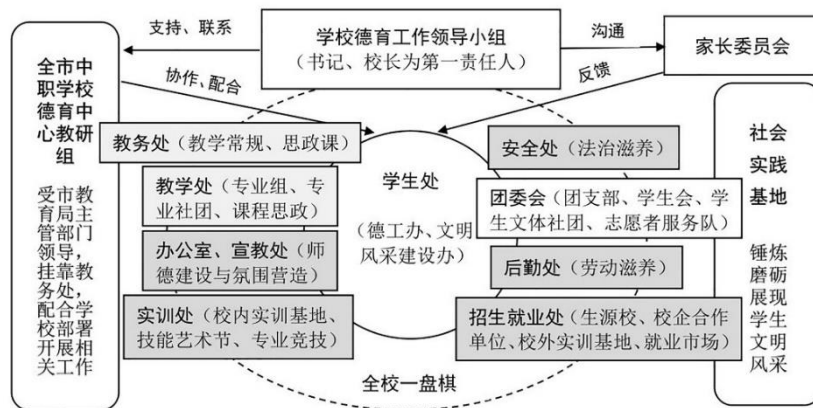 支持、联系
学校德育工作领导小组
（书记、校长为第一责任人）
沟通
家长委员会
协作、配合
反馈
全市中
职学校
德育中
心教研
组
受市教
育局主
管部门
领导，
挂靠教
务处，
配合学
校部署
开展相
关工作
教务处（教学常规、思政课）
教学处（专业组、专
业社团、课程思政）
办公室、宣教处（师
德建设与氛围营造）
实训处（校内实训基地、
技能艺术节、专业竞技）
学生处
（德工办、文明
风采建设办）
安全处（法治滋养）
团委会（团支部、学生会、学
生文体社团、志愿者服务队）
后勤处（劳动滋养）
招生就业处（生源校、校企合作
单位、校外实训基地、就业市场）
全校一盘棋
社会
实践
基地
锤炼
磨砺
展现
学生
文明
风采